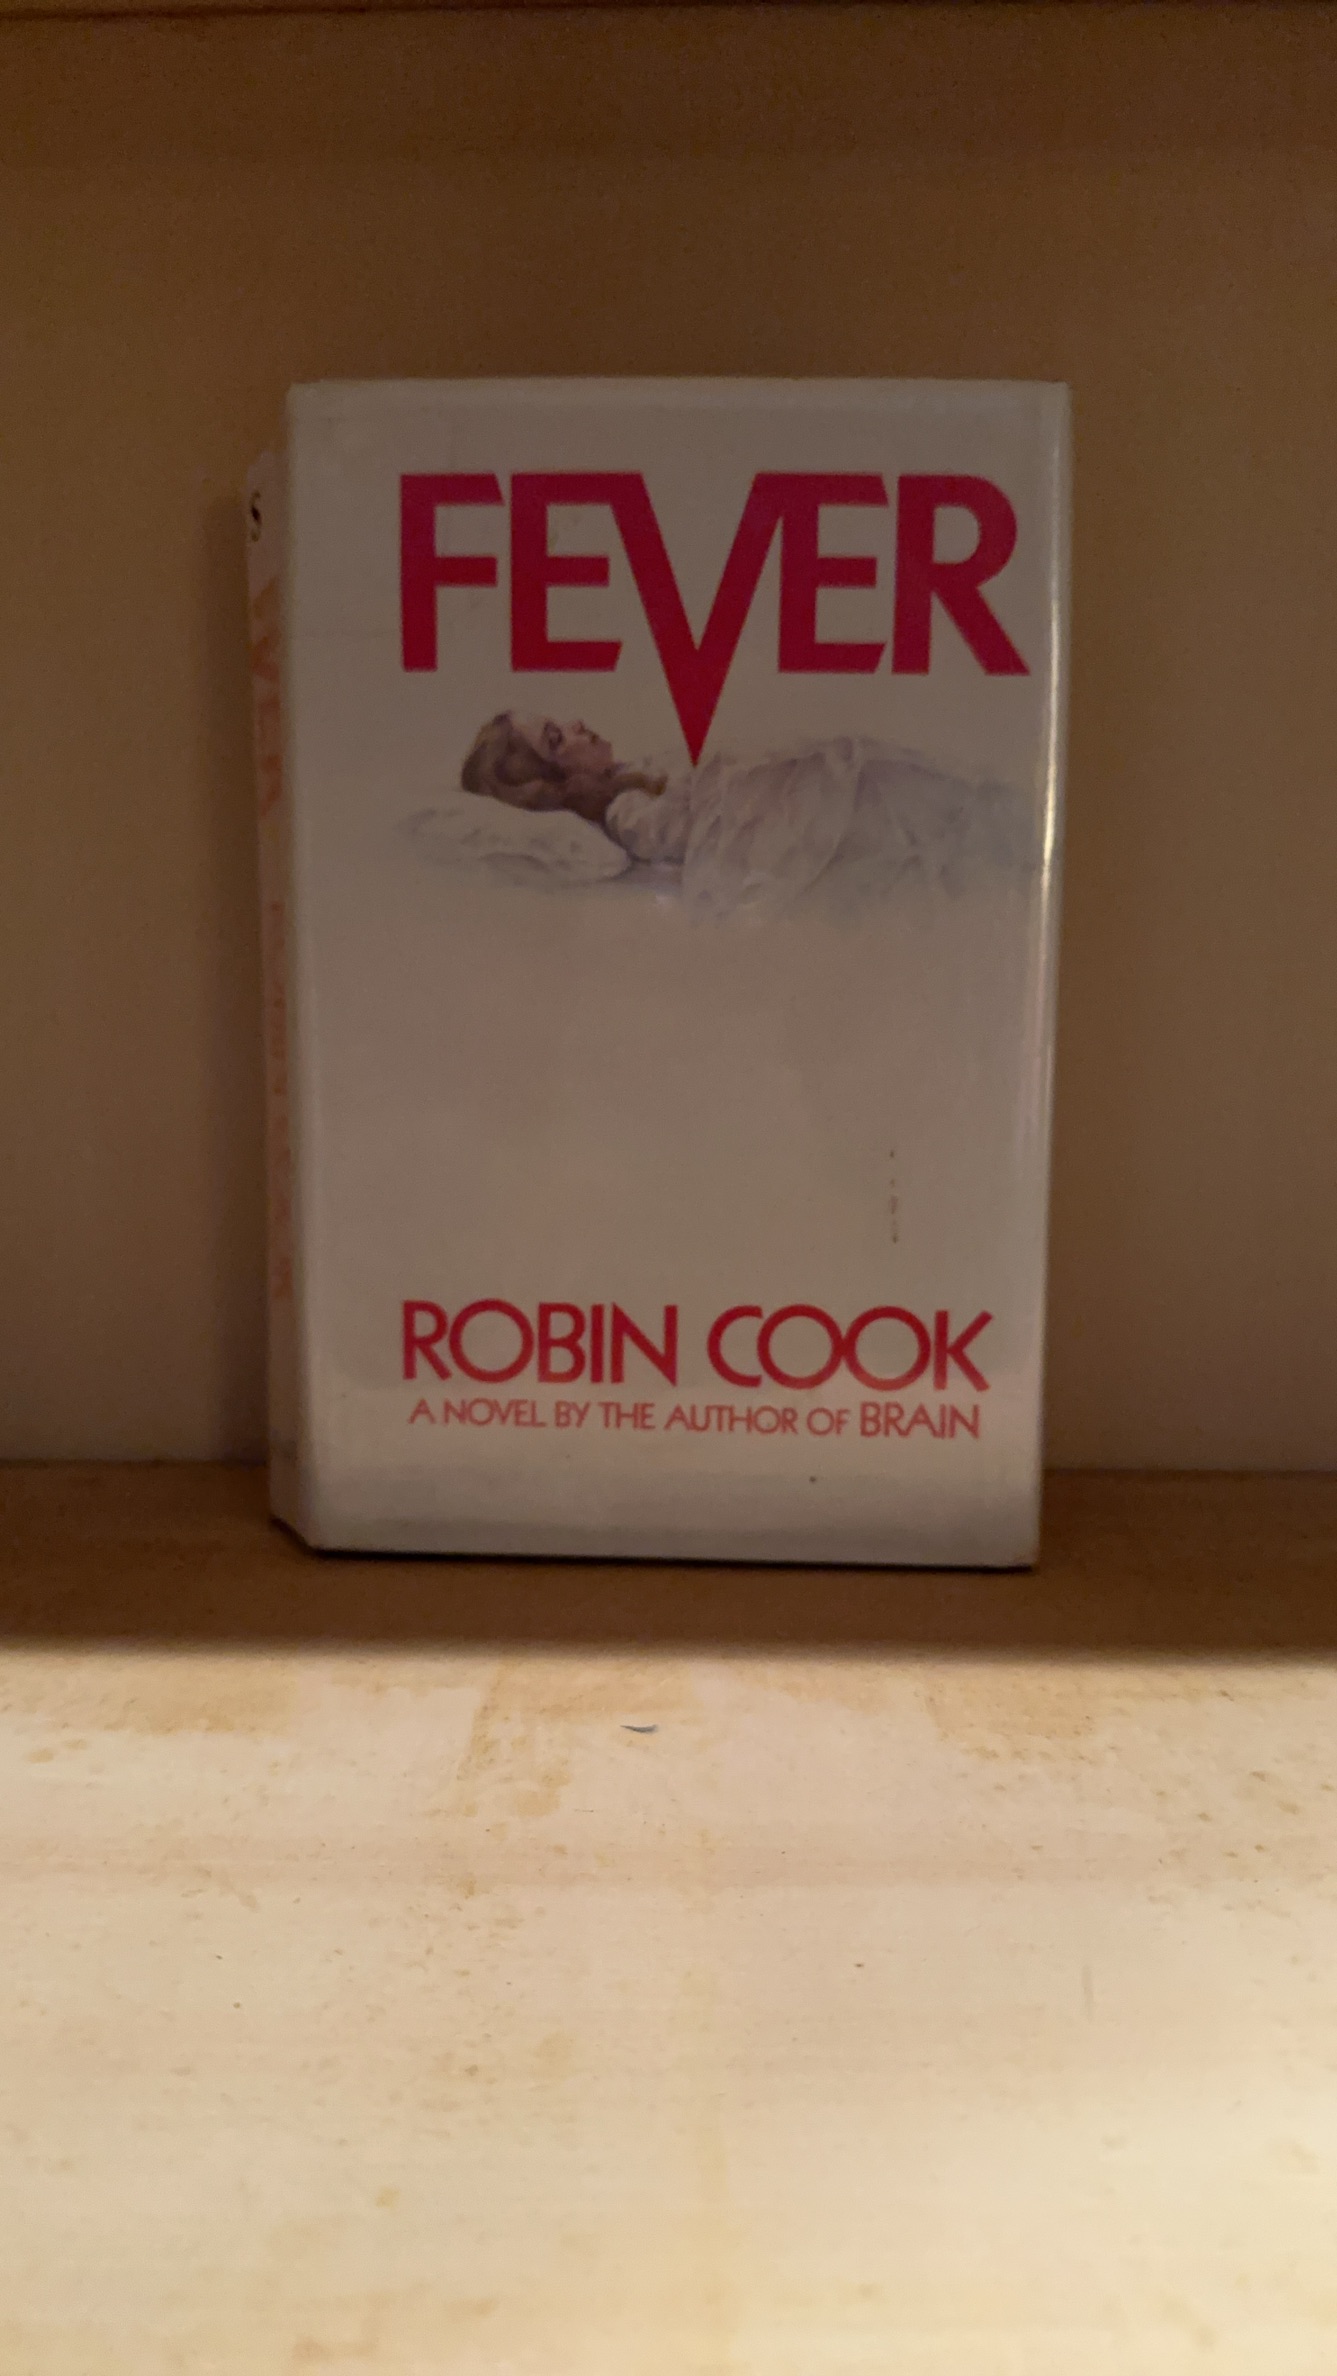 FEVER
ROBIN COOK
A NOVEL BY THE AUTHOR OF BRAIN